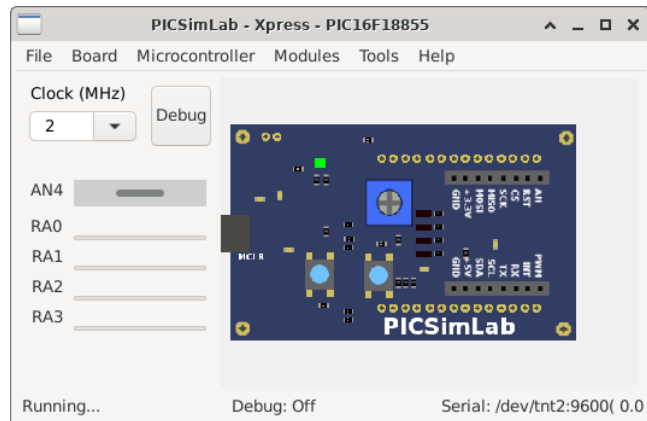 PICSimLab - Xpress - PIC16F18855
File Board Microcontroller Modules Tools Help
Clock (MHz)
2
Debug
AN4
RA0
RA1
RA2
RA3
MCLR
GND
+3.3V
MOSI
MISO
SCK
CS
RST
AN
GND
+5V
SDA
SCL
TX
RX
INT
PWM
PICSimLab
Running...
Debug: Off
Serial: /dev/tnt2:9600( 0.0